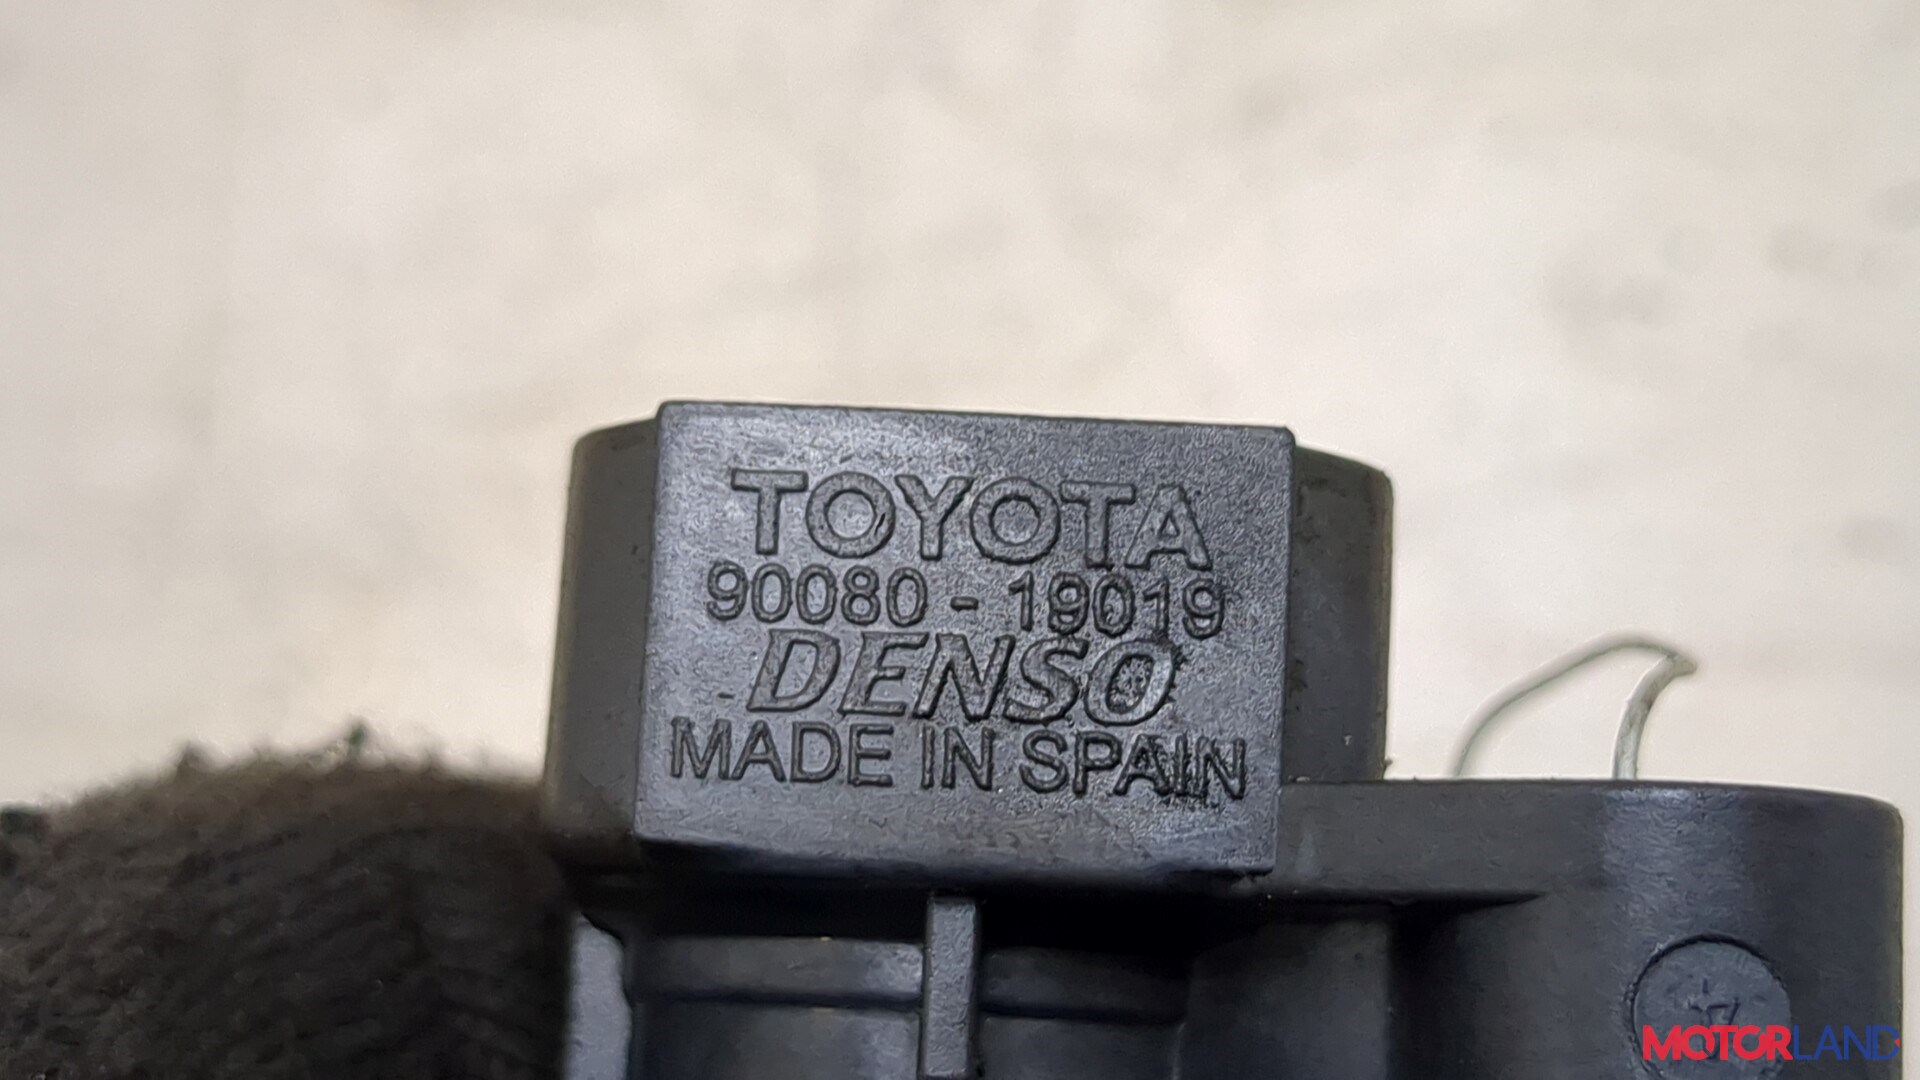 TOYOTA
90080-19019
DENSO
MADE IN SPAIN
MOTORLAND